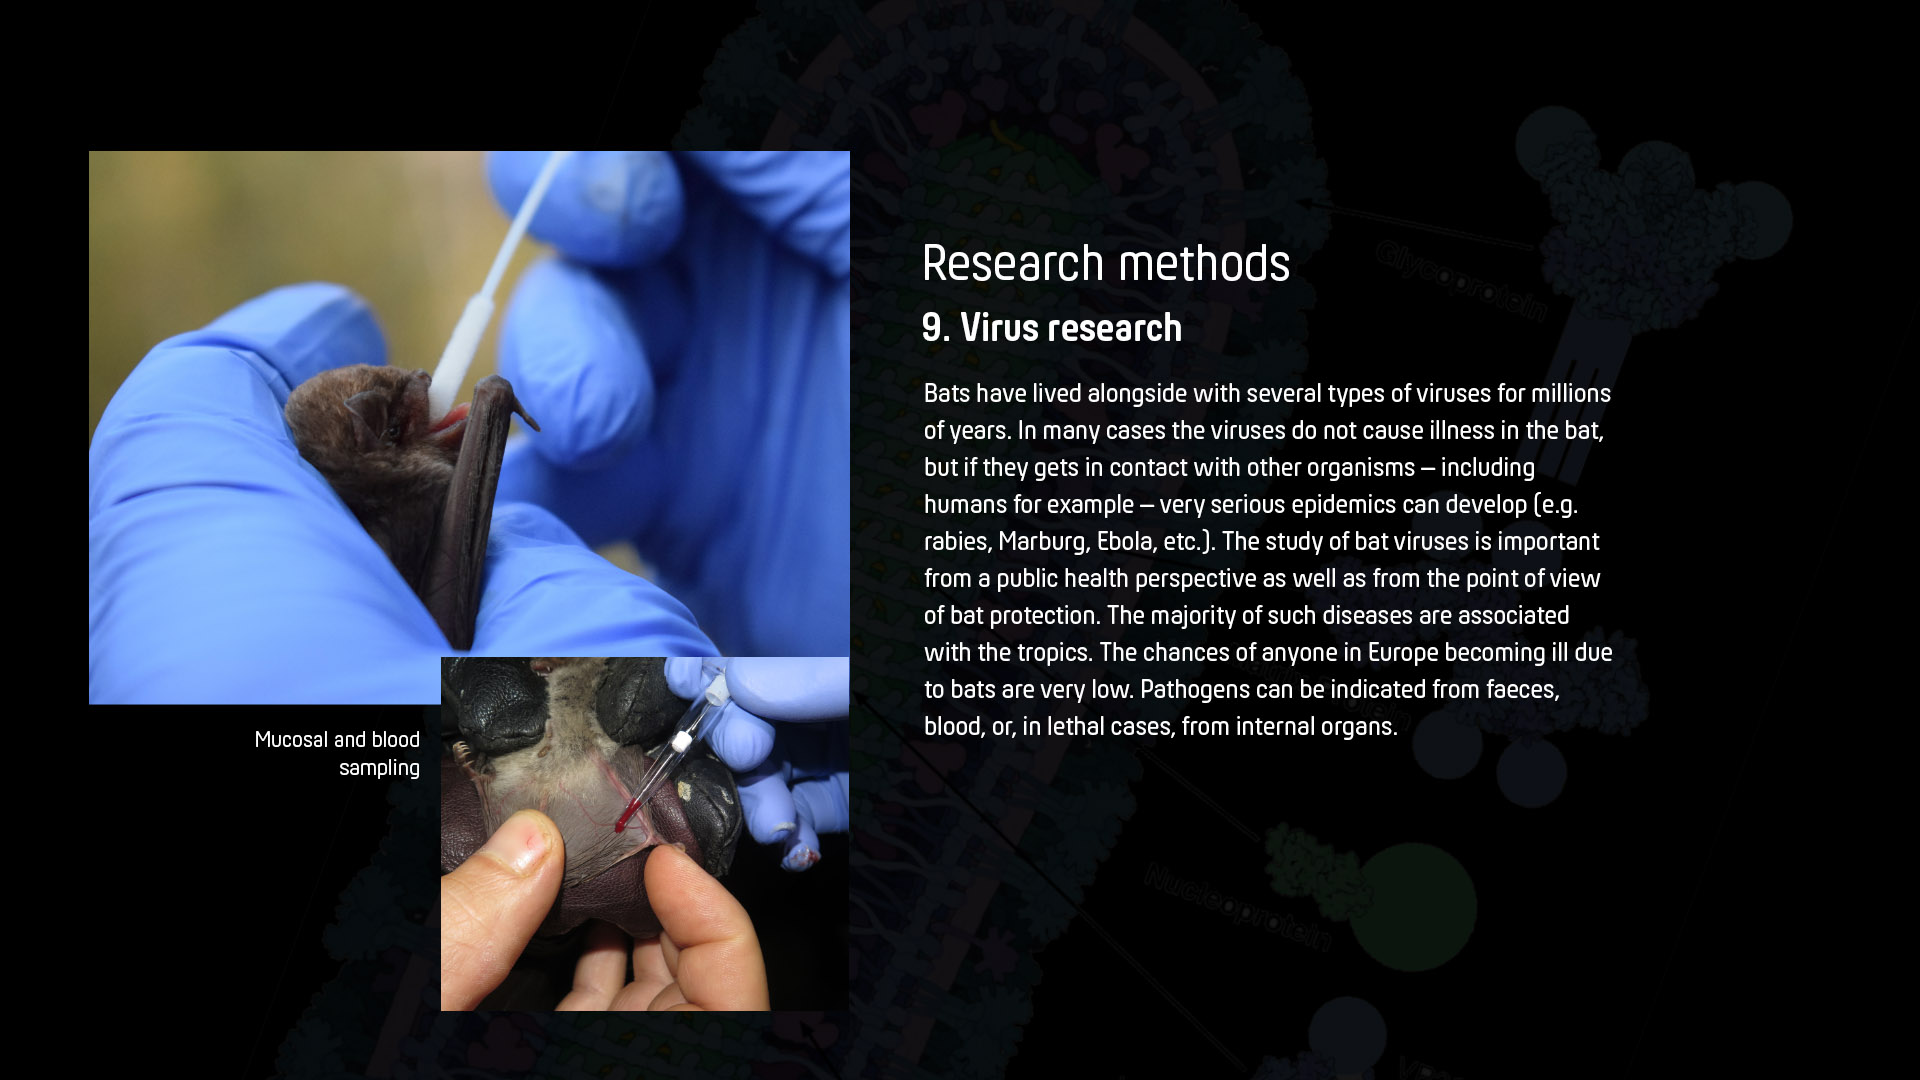 Research methods
9. Virus research
Bats have lived alongside with several types of viruses for millions
of years. In many cases the viruses do not cause illness in the bat,
but if they gets in contact with other organisms – including
humans for example – very serious epidemics can develop (e.g.
rabies, Marburg, Ebola, etc.). The study of bat viruses is important
from a public health perspective as well as from the point of view
of bat protection. The majority of such diseases are associated
with the tropics. The chances of anyone in Europe becoming ill due
to bats are very low. Pathogens can be indicated from faeces,
blood, or, in lethal cases, from internal organs.
Mucosal and blood
sampling
Glycoprotein
Nucleoprotein